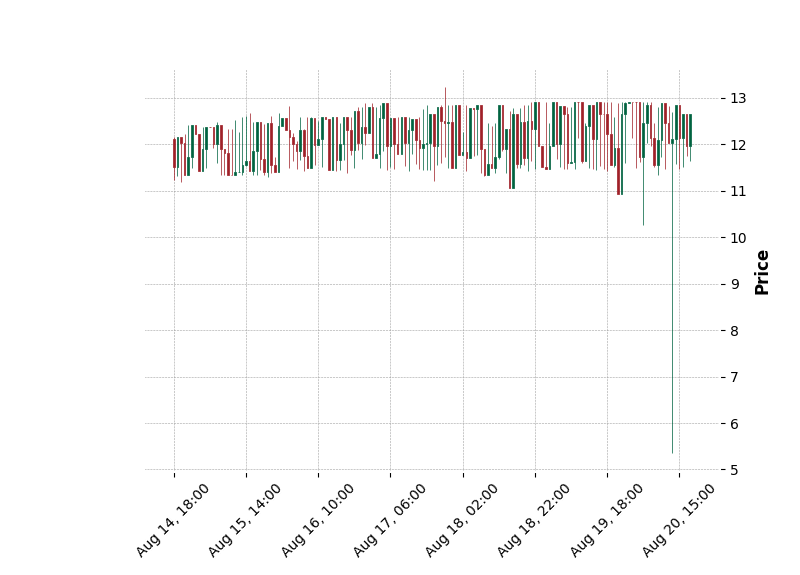 13
12
11
10
9
8
7
6
5
Price
Aug 14, 18:00
Aug 15, 14:00
Aug 16, 10:00
Aug 17, 06:00
Aug 18, 02:00
Aug 18, 22:00
Aug 19, 18:00
Aug 20, 15:00